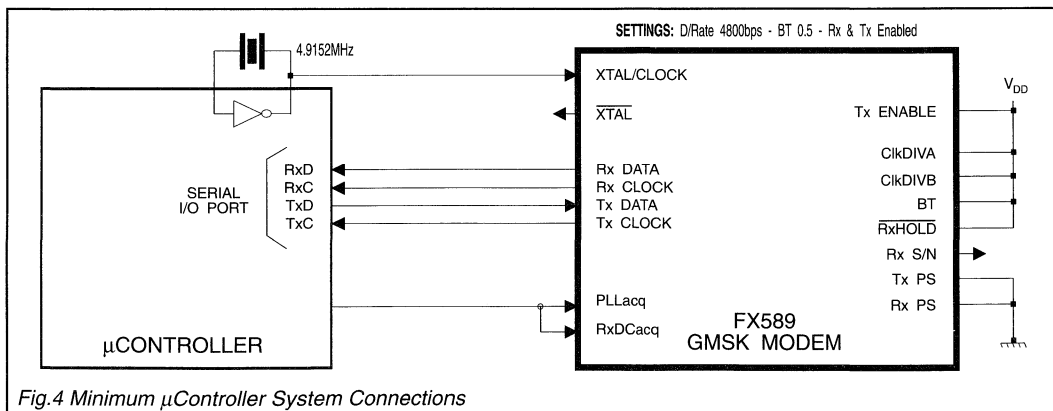 SETTINGS: D/Rate 4800bps - BT 0.5 - Rx & Tx Enabled
4.9152MHz
XTAL/CLOCK
XTAL
VDD
Tx ENABLE
ClkDIVA
ClkDIVB
BT
RxHOLD
Rx S/N
Tx PS
Rx PS
SERIAL
I/O PORT
RxD
RxC
TxD
TxC
Rx DATA
Rx CLOCK
Tx DATA
Tx CLOCK
PLLacq
RxDCacq
µCONTROLLER
FX589
GMSK MODEM
Fig.4 Minimum µController System Connections